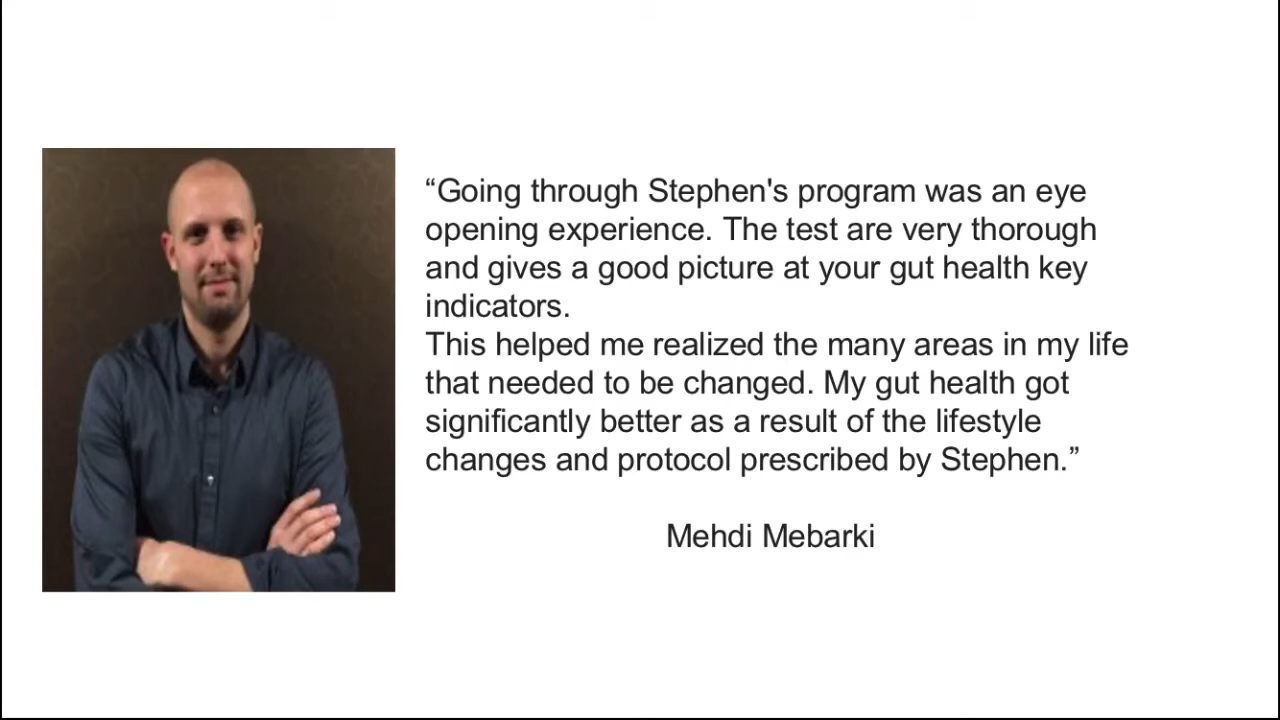 “Going through Stephen's program was an eye
opening experience. The test are very thorough
and gives a good picture at your gut health key
indicators.
This helped me realized the many areas in my life
that needed to be changed. My gut health got
significantly better as a result of the lifestyle
changes and protocol prescribed by Stephen.”
Mehdi Mebarki